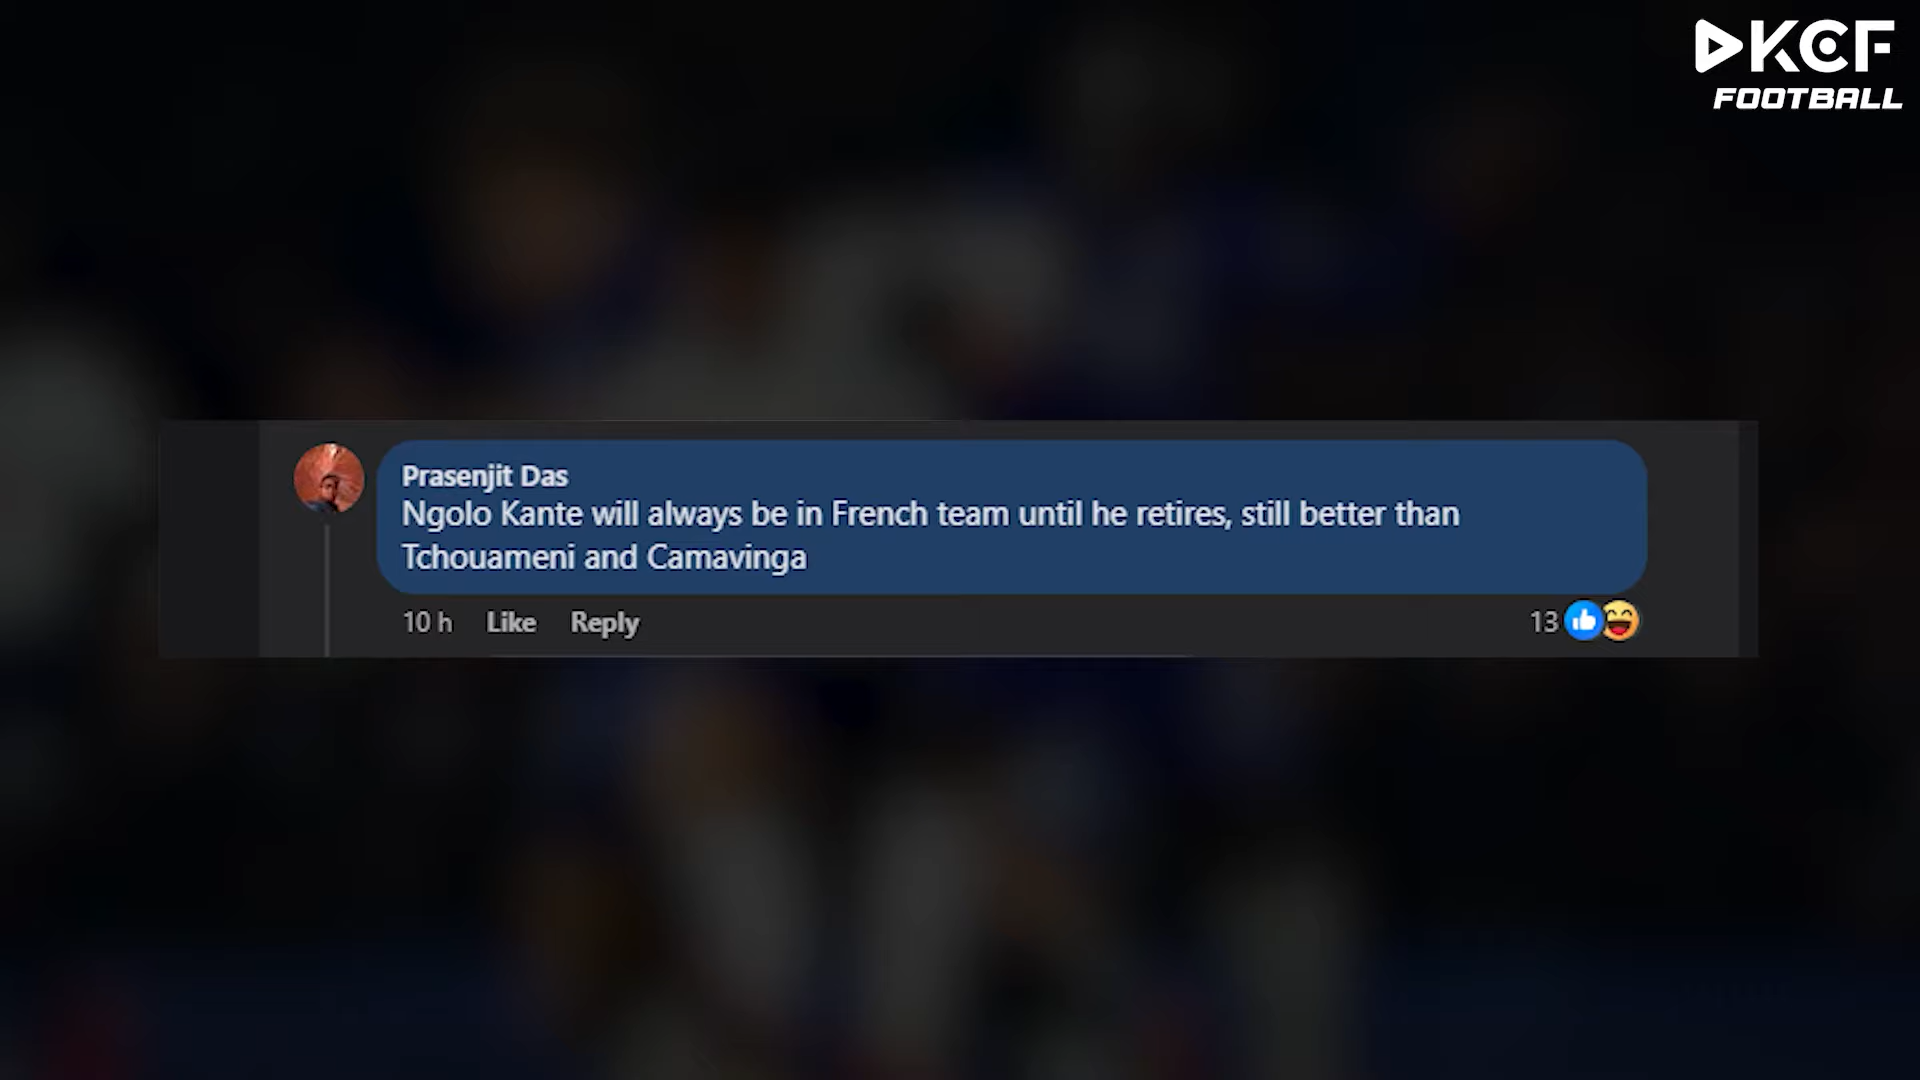 KCF
FOOTBALL
Prasenjit Das
Ngolo Kante will always be in French team until he retires, still better than
Tchouameni and Camavinga
10 h Like Reply 13